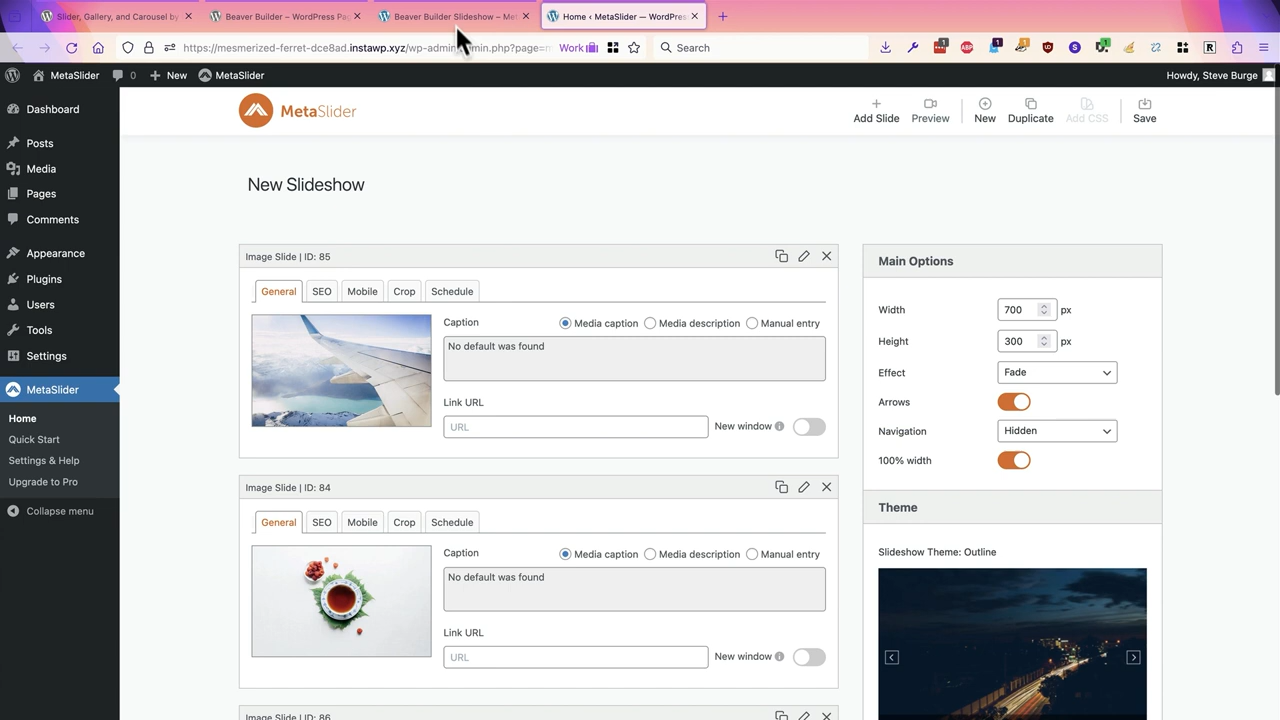 Slider, Gallery, and Carousel by
Beaver Builder – WordPress Pa
Beaver Builder Slideshow – Me
Home ‹ MetaSlider — WordPres
https://mesmerized-ferret-dce8ad.instawp.xyz/wp-admin/admin.php?page=m
Work
Search
MetaSlider
0
New
MetaSlider
Howdy, Steve Burge
Dashboard
Posts
Media
Pages
Comments
Appearance
Plugins
Users
Tools
Settings
MetaSlider
Home
Quick Start
Settings & Help
Upgrade to Pro
Collapse menu
MetaSlider
Add Slide
Preview
New
Duplicate
Add CSS
Save
New Slideshow
Image Slide | ID: 85
General SEO Mobile Crop Schedule
Caption
Media caption Media description Manual entry
No default was found
Link URL
URL
New window
Image Slide | ID: 84
General SEO Mobile Crop Schedule
Caption
Media caption Media description Manual entry
No default was found
Link URL
URL
New window
Image Slide | ID: 86
Main Options
Width 700 px
Height 300 px
Effect Fade
Arrows
Navigation Hidden
100% width
Theme
Slideshow Theme: Outline